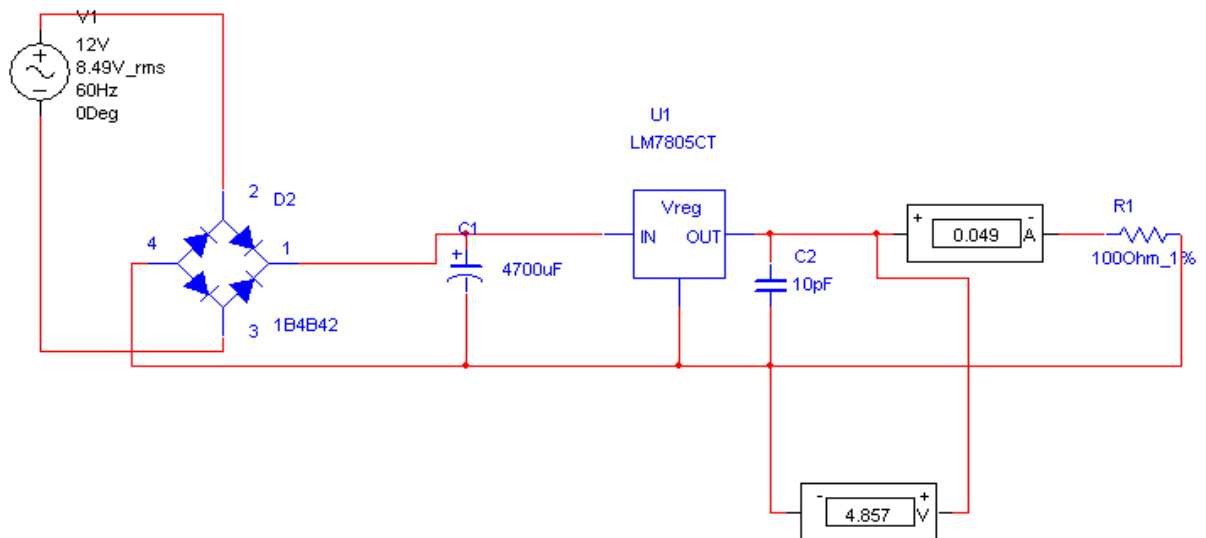 V1
12V
8.49V_rms
60Hz
0Deg
2
D2
4
1
3
1B4B42
C1
+
4700uF
U1
LM7805CT
Vreg
IN OUT
C2
10pF
+ -
0.049 A
R1
100Ohm_1%
- +
4.857 V